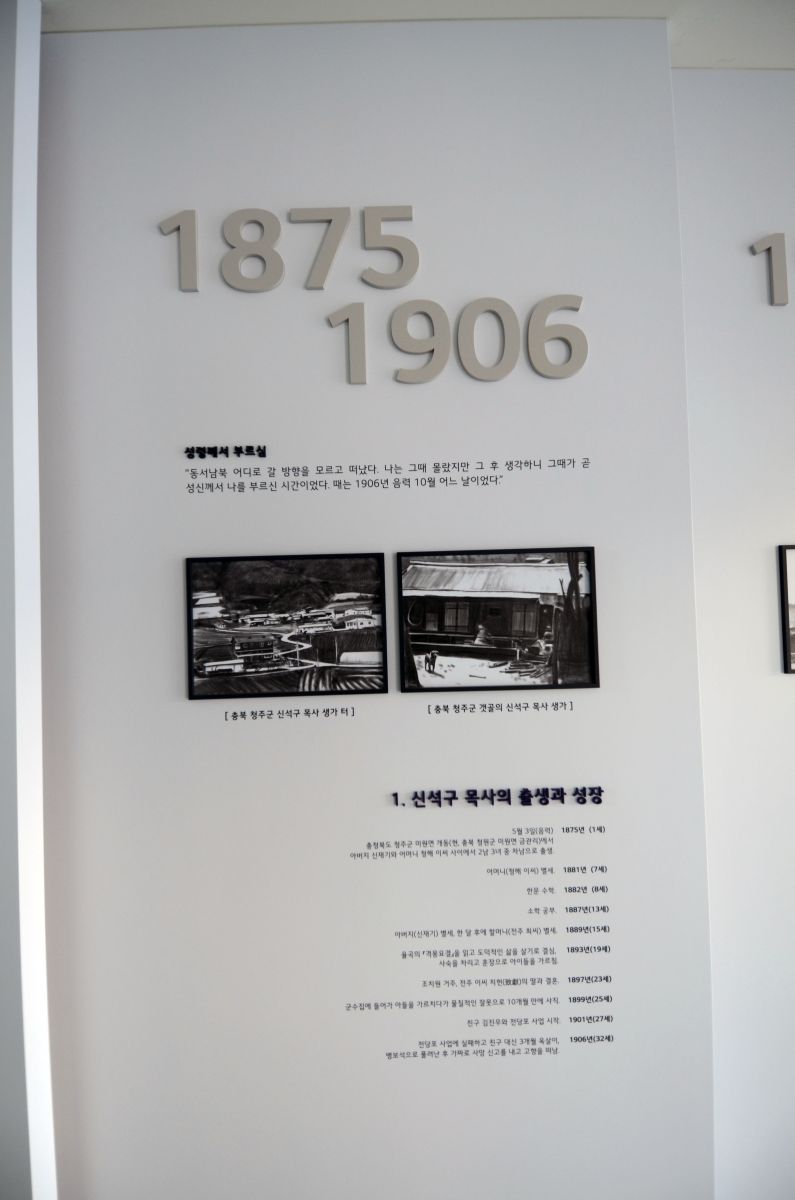 1875
1906
성령께서 부르심
"동서남북 어디로 갈 방향을 모르고 떠났다. 나는 그때 몰랐지만 그 후 생각하니 그때가 곧
성신께서 나를 부르신 시간이었다. 때는 1906년 음력 10월 어느 날이었다."
[ 충북 청주군 신석구 목사 생가 터 ]
[ 충북 청주군 갯골의 신석구 목사 생가 ]
1. 신석구 목사의 출생과 성장
5월 3일(음력) 1875년 (1세)
충청북도 청주군 미원면 개동(현, 충북 청원군 미원면 금관리)에서
아버지 신재기와 어머니 청해 이씨 사이에서 2남 3녀 중 차남으로 출생.
어머니(청해 이씨) 별세. 1881년 (7세)
한문 수학. 1882년 (8세)
소학 공부. 1887년(13세)
아버지(신재기) 별세, 한 달 후에 할머니(전주 최씨) 별세. 1889년(15세)
율곡의 『격몽요결』을 읽고 도덕적인 삶을 살기로 결심, 1893년(19세)
사숙을 차리고 훈장으로 아이들을 가르침.
조치원 거주, 전주 이씨 치헌(致獻)의 딸과 결혼. 1897년(23세)
군수집에 들어가 아들을 가르치다가 물질적인 잘못으로 10개월 만에 사직. 1899년(25세)
친구 김진우와 전당포 사업 시작. 1901년(27세)
전당포 사업에 실패하고 친구 대신 3개월 옥살이, 1906년(32세)
병보석으로 풀려난 후 가짜로 사망 신고를 내고 고향을 떠남.
1